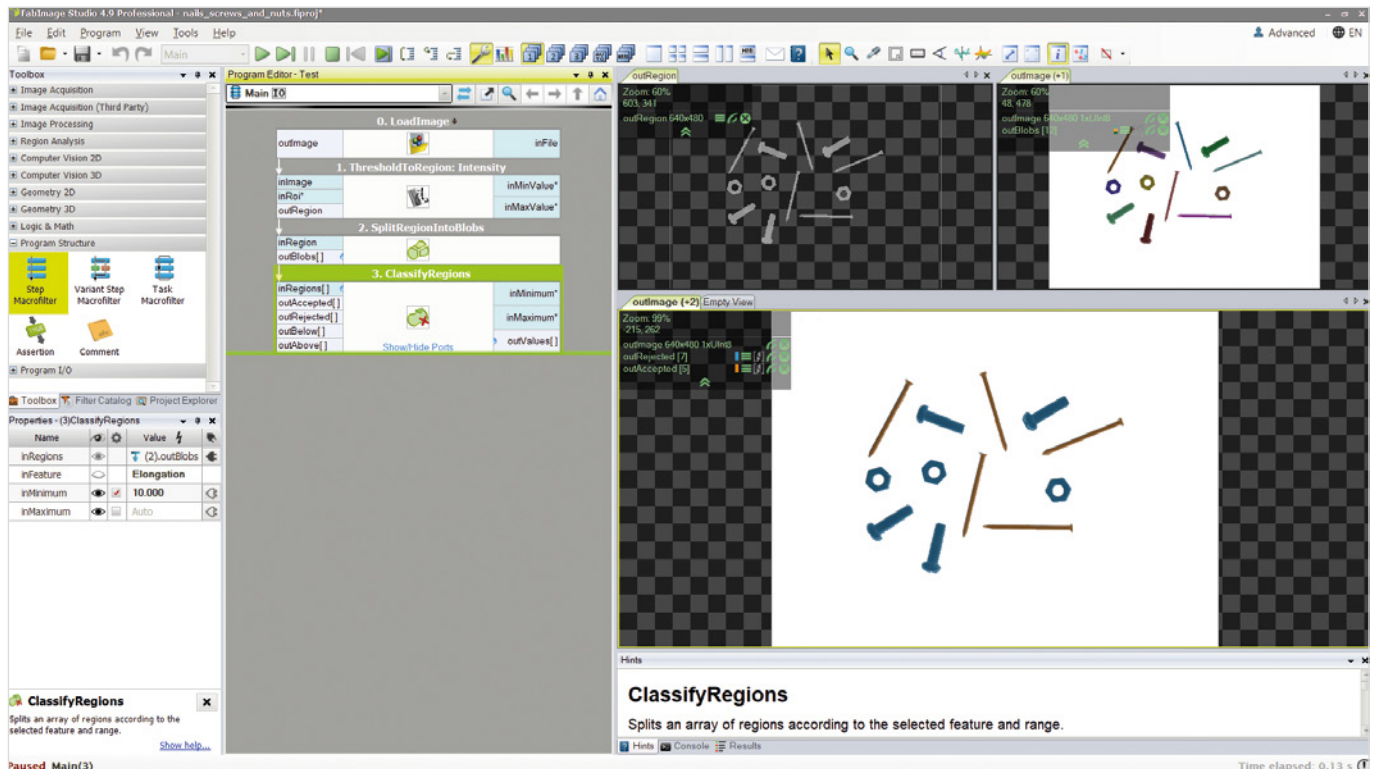 FabImage Studio 4.9 Professional - nails_screws_and_nuts.fiproj*
File Edit Program View Tools Help
Advanced EN
Main
Toolbox
Image Acquisition
Image Acquisition (Third Party)
Image Processing
Region Analysis
Computer Vision 2D
Computer Vision 3D
Geometry 2D
Geometry 3D
Logic & Math
Program Structure
Step Macrofilter
Variant Step Macrofilter
Task Macrofilter
Assertion
Comment
Program I/O
Toolbox Filter Catalog Project Explorer
Properties - (3)ClassifyRegions
Name Value
inRegions (2).outBlobs
inFeature Elongation
inMinimum 10.000
inMaximum Auto
ClassifyRegions
Splits an array of regions according to the
selected feature and range.
Show help...
Program Editor - Test
Main IO
0. LoadImage
outImage inFile
1. ThresholdToRegion: Intensity
inImage
inRoi*
outRegion
inMinValue*
inMaxValue*
2. SplitRegionIntoBlobs
inRegion
outBlobs[]
3. ClassifyRegions
inRegions[]
outAccepted[]
outRejected[]
outBelow[]
outAbove[]
Show/Hide Ports
inMinimum*
inMaximum*
outValues[]
outRegion
Zoom: 60%
603, 341
outRegion 640x480
outImage (+1)
Zoom: 60%
48, 478
outImage 640x480 1xUInt8
outBlobs [12]
outImage (+2) Empty View
Zoom: 99%
-215, 262
outImage 640x480 1xUInt8
outRejected [7]
outAccepted [5]
Hints
ClassifyRegions
Splits an array of regions according to the selected feature and range.
Hints Console Results
Paused Main(3)
Time elapsed: 0.13 s